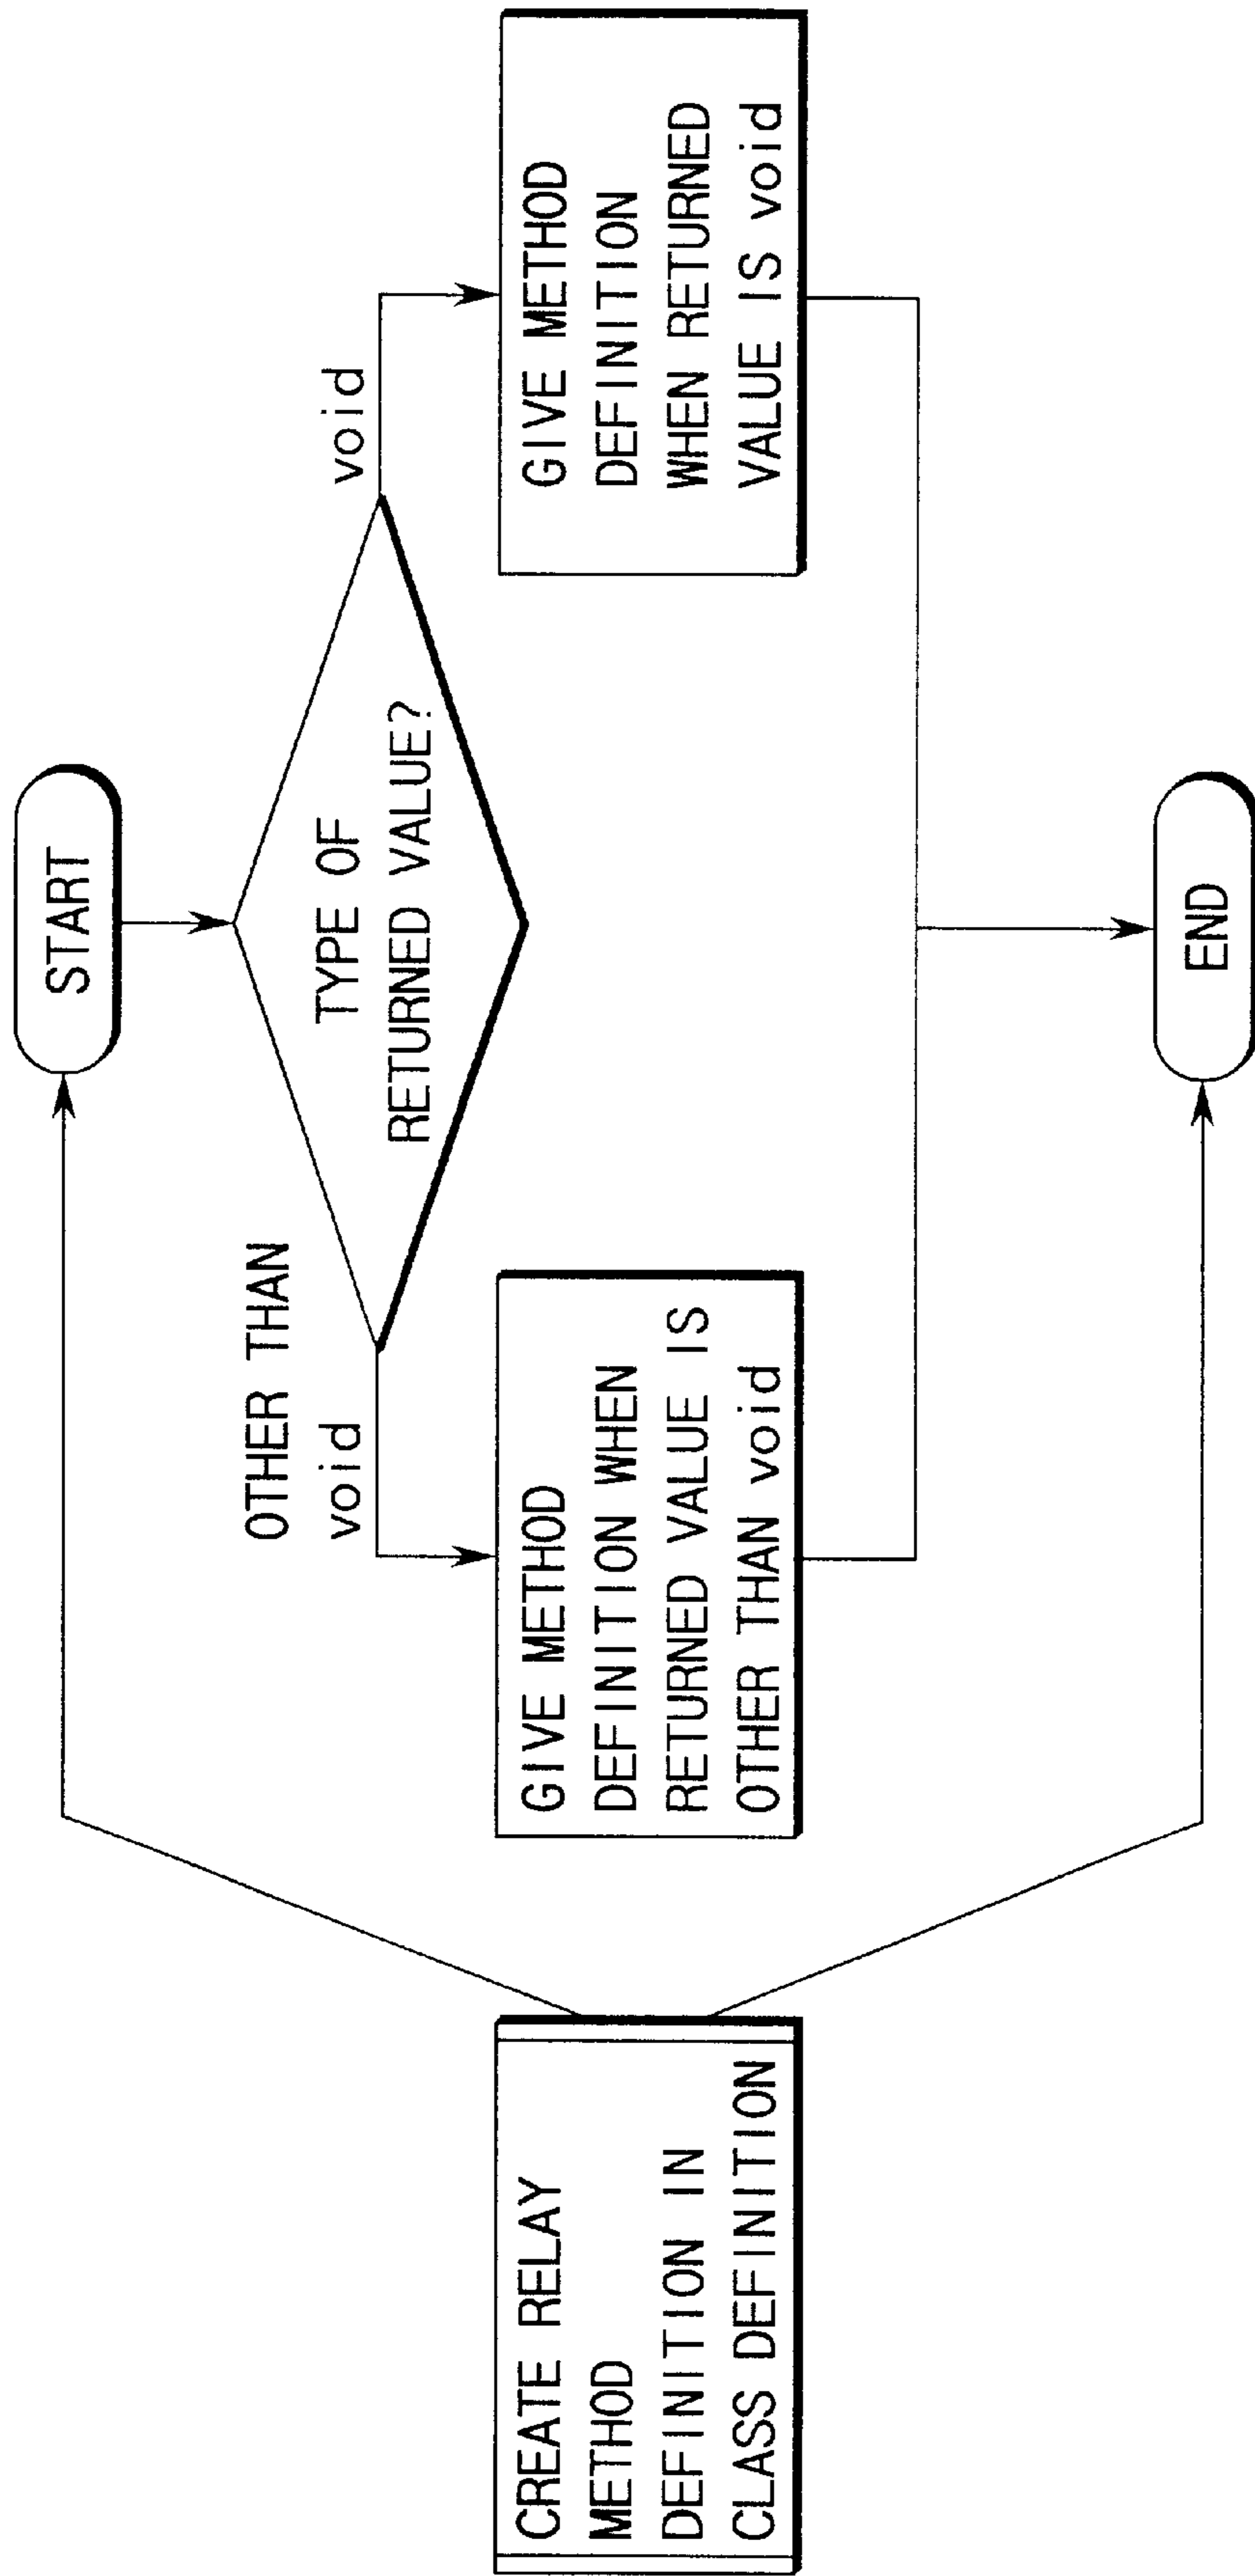 CREATE RELAY
METHOD
DEFINITION IN
CLASS DEFINITION
START
TYPE OF
RETURNED VALUE?
OTHER THAN
void
void
GIVE METHOD
DEFINITION WHEN
RETURNED VALUE IS
OTHER THAN void
GIVE METHOD
DEFINITION
WHEN RETURNED
VALUE IS void
END